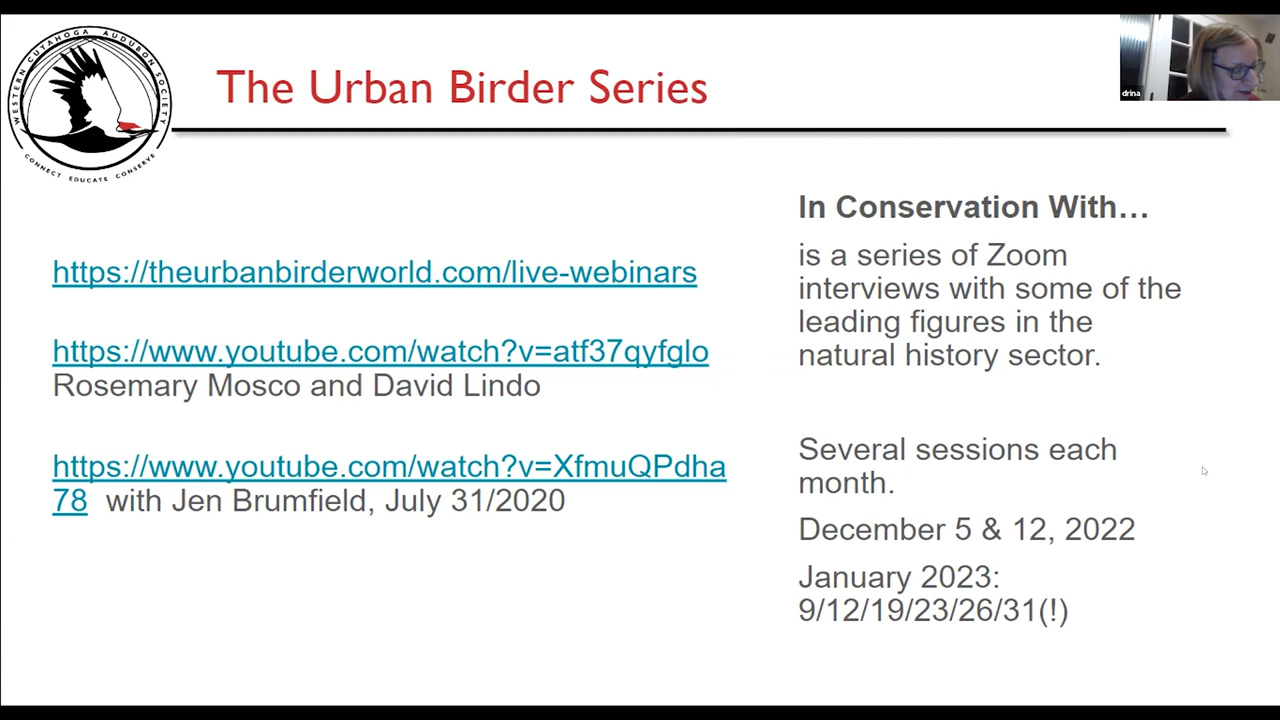 WESTERN CUYAHOGA AUDUBON SOCIETY
CONNECT EDUCATE CONSERVE
The Urban Birder Series
drina
https://theurbanbirderworld.com/live-webinars
https://www.youtube.com/watch?v=atf37qyfglo
Rosemary Mosco and David Lindo
https://www.youtube.com/watch?v=XfmuQPdha
78 with Jen Brumfield, July 31/2020
In Conservation With…
is a series of Zoom
interviews with some of the
leading figures in the
natural history sector.
Several sessions each
month.
December 5 & 12, 2022
January 2023:
9/12/19/23/26/31(!)